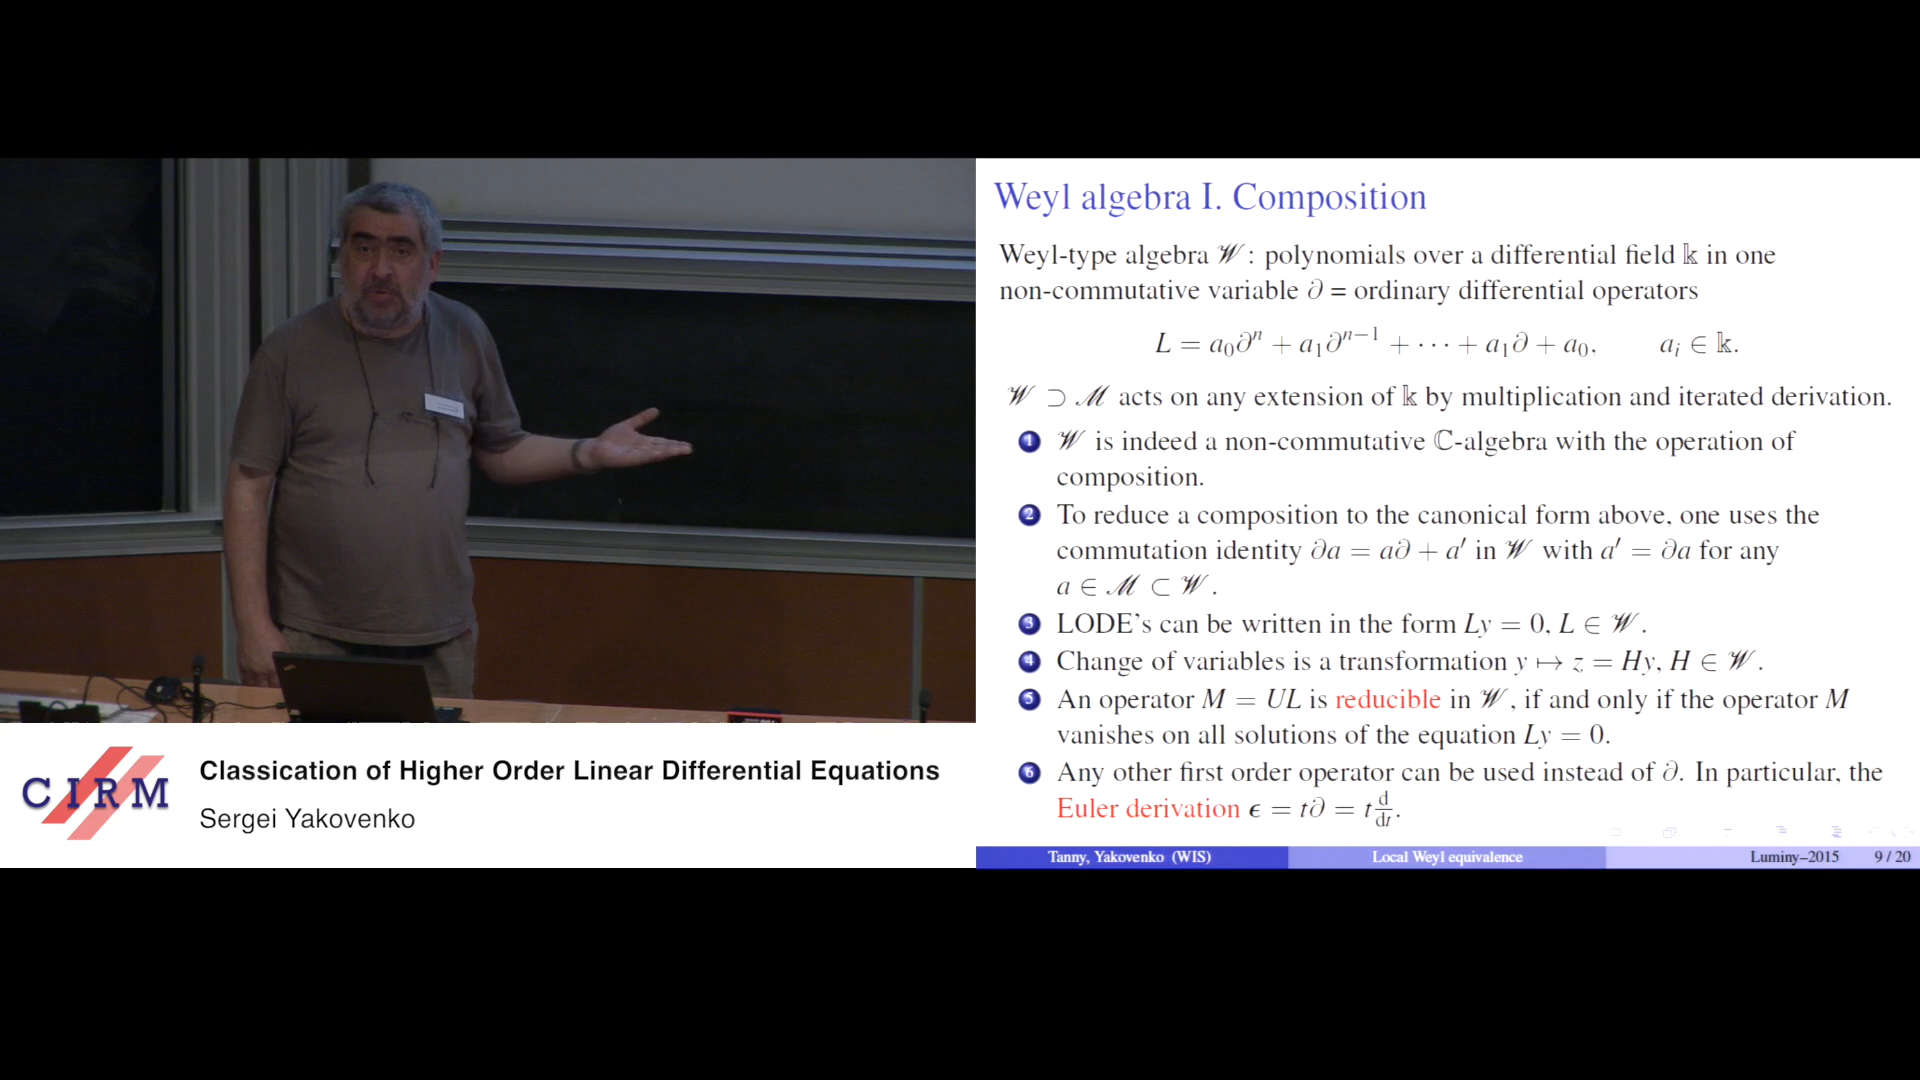 Weyl algebra I. Composition
Weyl-type algebra 𝒲: polynomials over a differential field 𝕜 in one
non-commutative variable ∂ = ordinary differential operators
L = a₀∂ⁿ + a₁∂ⁿ⁻¹ + ⋯ + a₁∂ + a₀.    aᵢ ∈ 𝕜.
𝒲 ⊃ ℳ acts on any extension of 𝕜 by multiplication and iterated derivation.
1 𝒲 is indeed a non-commutative ℂ-algebra with the operation of
composition.
2 To reduce a composition to the canonical form above, one uses the
commutation identity ∂a = a∂ + a′ in 𝒲 with a′ = ∂a for any
a ∈ ℳ ⊂ 𝒲.
3 LODE's can be written in the form Ly = 0, L ∈ 𝒲.
4 Change of variables is a transformation y ↦ z = Hy, H ∈ 𝒲.
5 An operator M = UL is reducible in 𝒲, if and only if the operator M
vanishes on all solutions of the equation Ly = 0.
6 Any other first order operator can be used instead of ∂. In particular, the
Euler derivation ϵ = t∂ = t d/dt.
Tanny, Yakovenko (WIS) Local Weyl equivalence Luminy–2015 9 / 20
CIRM
Classication of Higher Order Linear Differential Equations
Sergei Yakovenko